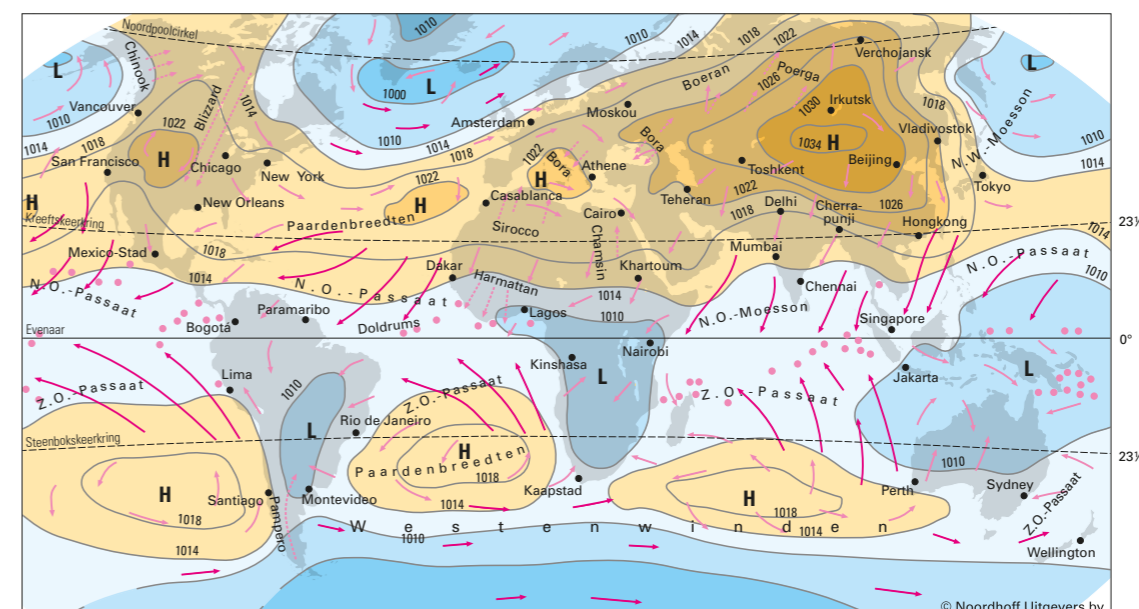 Noordpoolcirkel
1010
1010
1014
1018
1022
Verchojansk
L
Chinook
L
1000
Boeran
1026
Poerga
L
Vancouver
Blizzard
1014
Moskou
1030
Irkutsk
1018
N.W.-Moesson
1010
1010
Amsterdam
1022
1014
1018
San Francisco
H
Chicago
New York
1010
1014
1018
1022
H
Bora
Athene
Bora
1034
H
Vladivostok
Beijing
1010
1014
Toshkent
Tokyo
H
New Orleans
1022
H
Casablanca
Teheran
1022
1026
Kreeftskeerkring
Paardenbreedten
Sirocco
Cairo
Chamsin
1018
Delhi
Cherra-
punji
Hongkong
23½
Mexico-Stad
1018
Mumbai
1014
1014
Dakar
Harmattan
Khartoum
Chennai
N.O.-Passaat
1010
N.O.-Passaat
N.O.-Passaat
1014
Paramaribo
Bogotá
Doldrums
Lagos
1010
N.O.-Moesson
Singapore
Evenaar
0°
Nairobi
Kinshasa
Lima
1010
L
Jakarta
L
Z.O.-Passaat
Z.O.-Passaat
Z.O.-Passaat
Rio de Janeiro
Steenbokskeerkring
L
H
Paardenbreedten
1018
1010
23½
H
Santiago
Montevideo
1014
Kaapstad
H
Perth
Sydney
1018
Pampero
1018
1014
Westenwinden
1010
Z.O.-Passaat
1014
Wellington
© Noordhoff Uitgevers bv